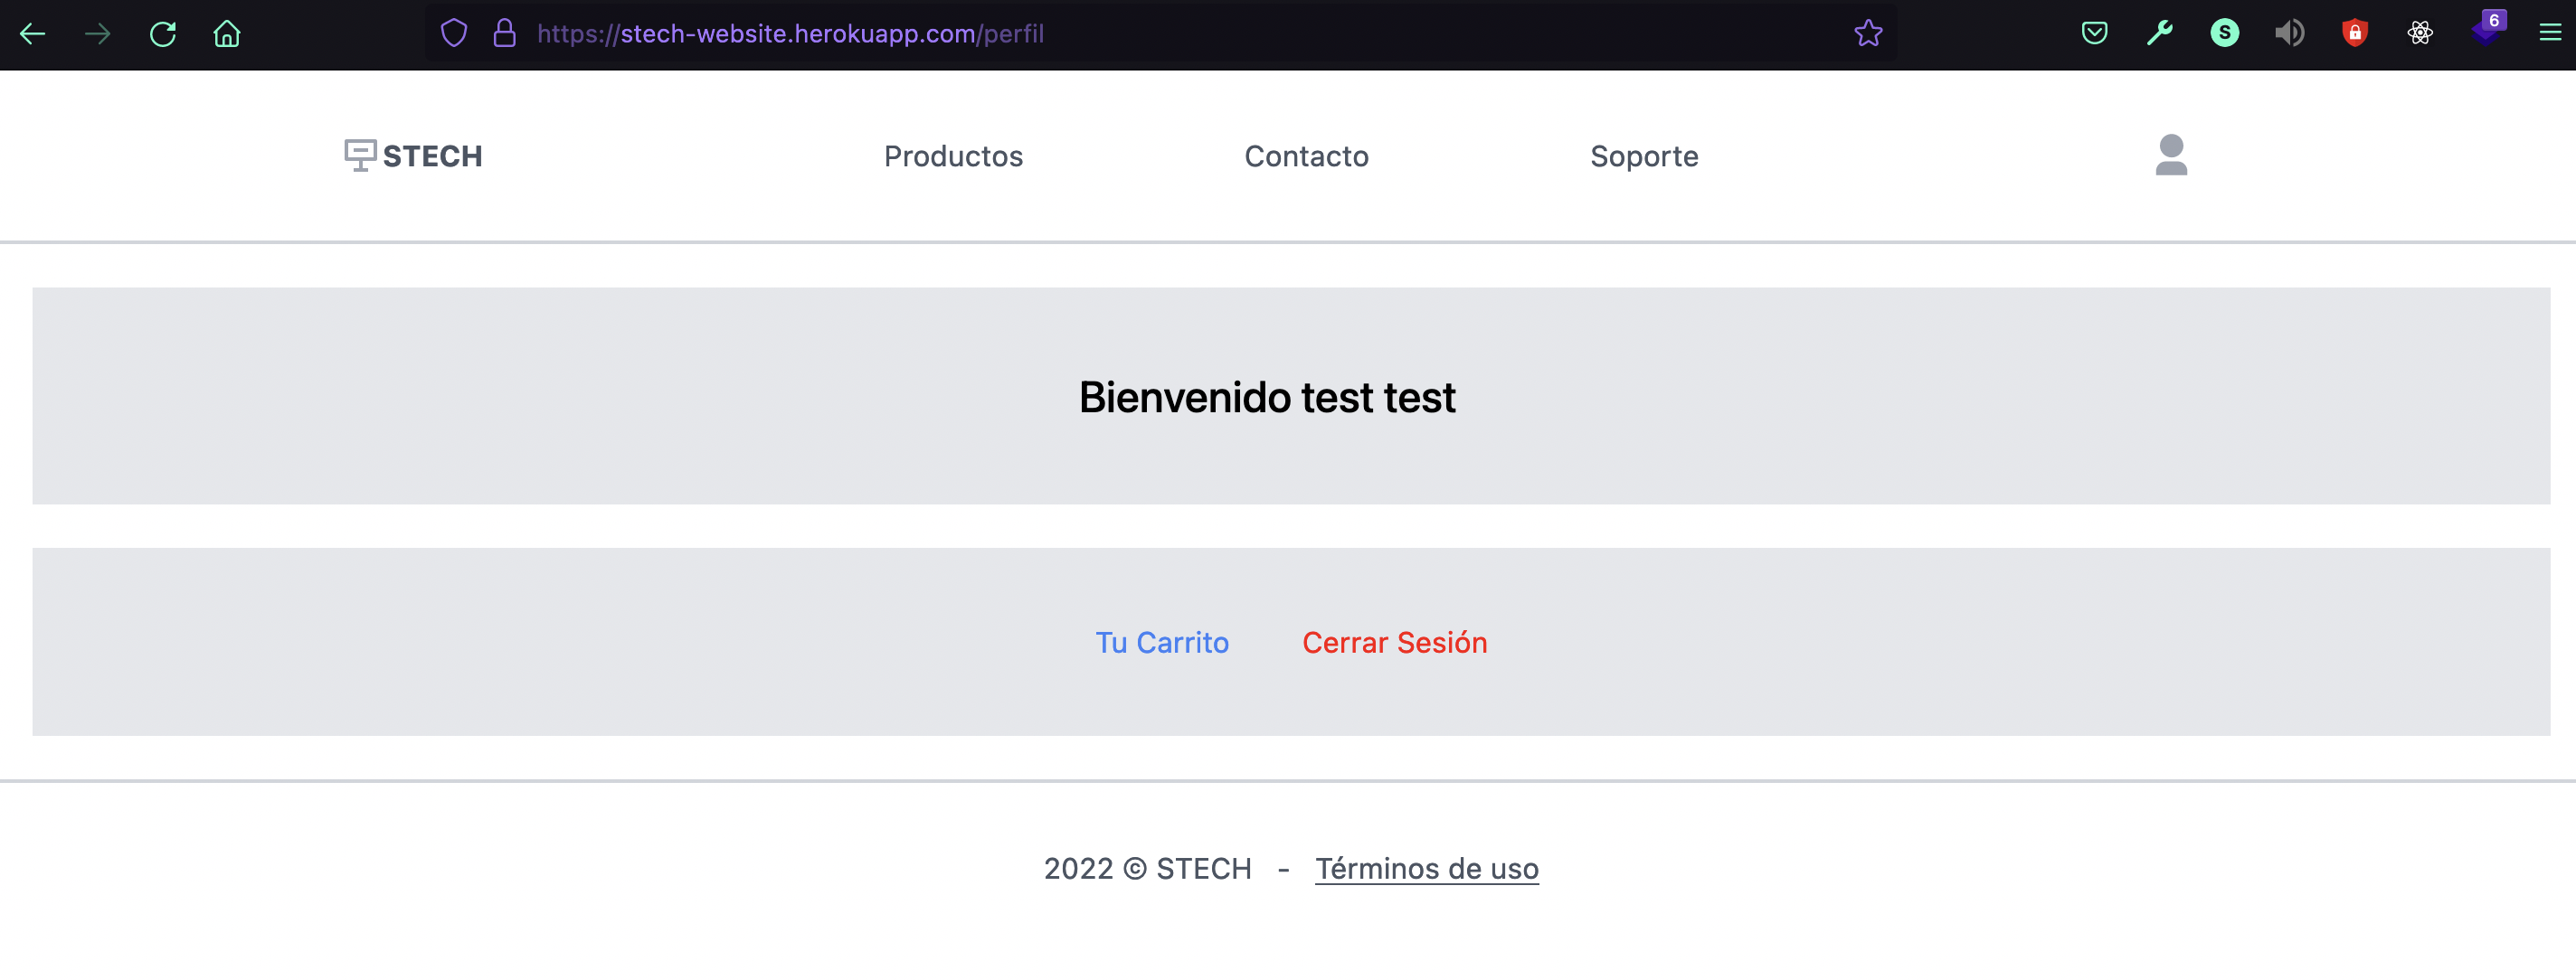 https://stech-website.herokuapp.com/perfil
S
6
STECH
Productos
Contacto
Soporte
Bienvenido test test
Tu Carrito
Cerrar Sesión
2022 © STECH - Términos de uso